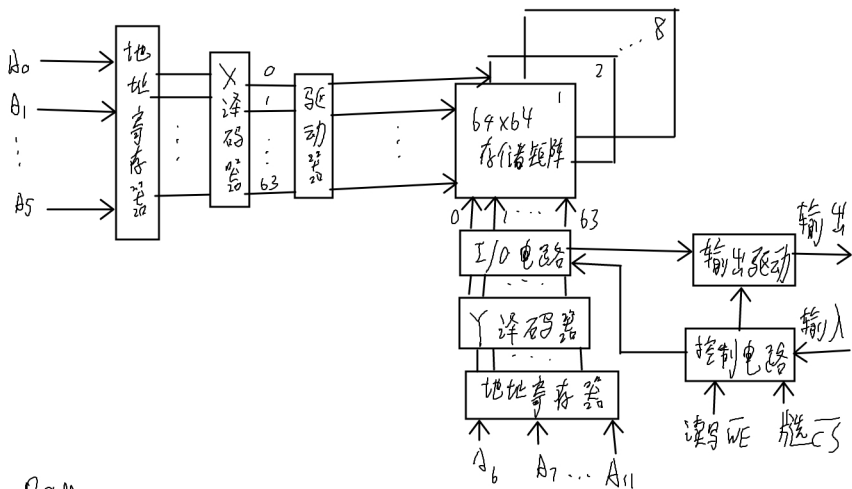 A0
A1
⋮
A5
地址寄存器
⋮
X译码器
0
1
⋮
63
驱动器
⋮
64×64
存储矩阵
1
2
... 8
0 1 ... 63
I/O电路
...
Y译码器
...
地址寄存器
A6 A7 ... A11
输出驱动
输出
控制电路
输入
读写WE
片选CS